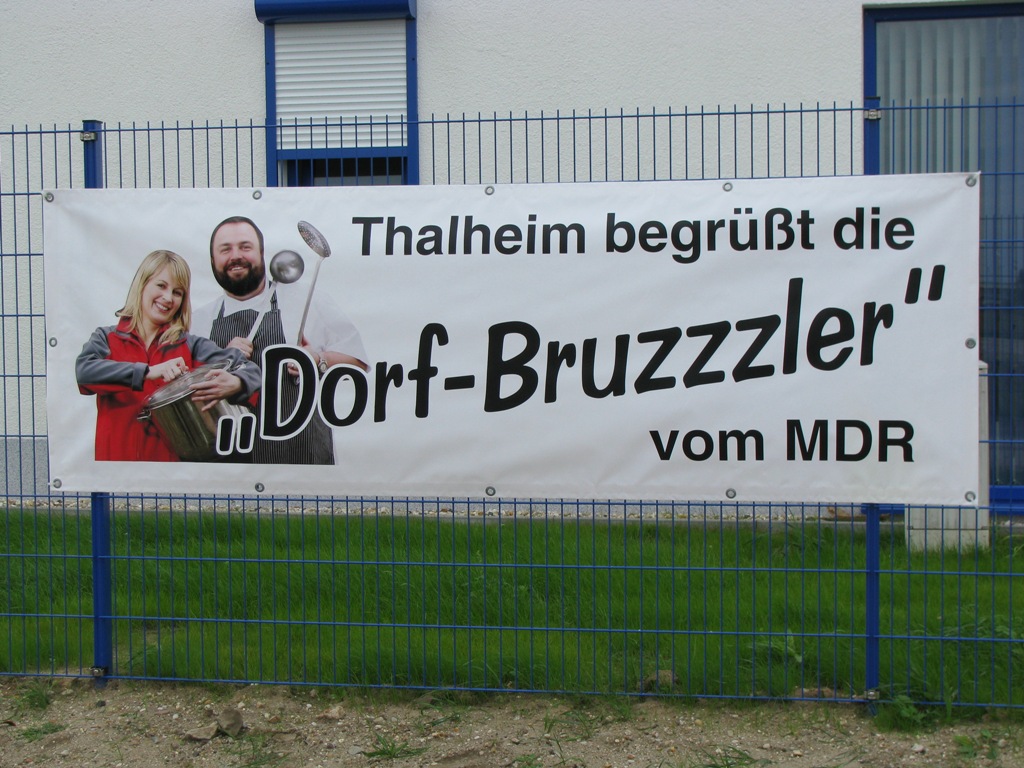 Thalheim begrüßt die
„Dorf-Bruzzzler"
vom MDR